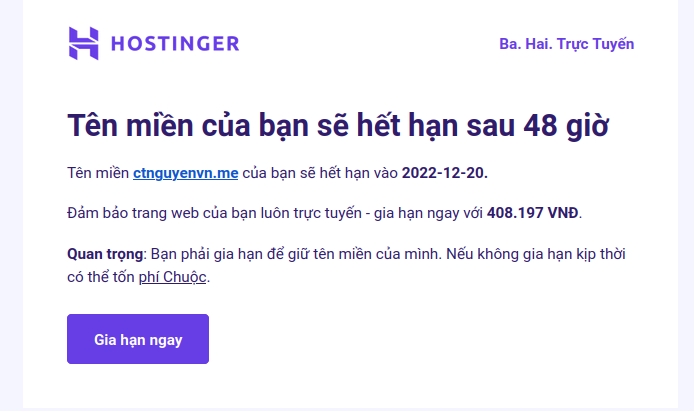 HOSTINGER
Ba. Hai. Trực Tuyến
Tên miền của bạn sẽ hết hạn sau 48 giờ
Tên miền ctnguyenvn.me của bạn sẽ hết hạn vào 2022-12-20.
Đảm bảo trang web của bạn luôn trực tuyến - gia hạn ngay với 408.197 VNĐ.
Quan trọng: Bạn phải gia hạn để giữ tên miền của mình. Nếu không gia hạn kịp thời
có thể tốn phí Chuộc.
Gia hạn ngay